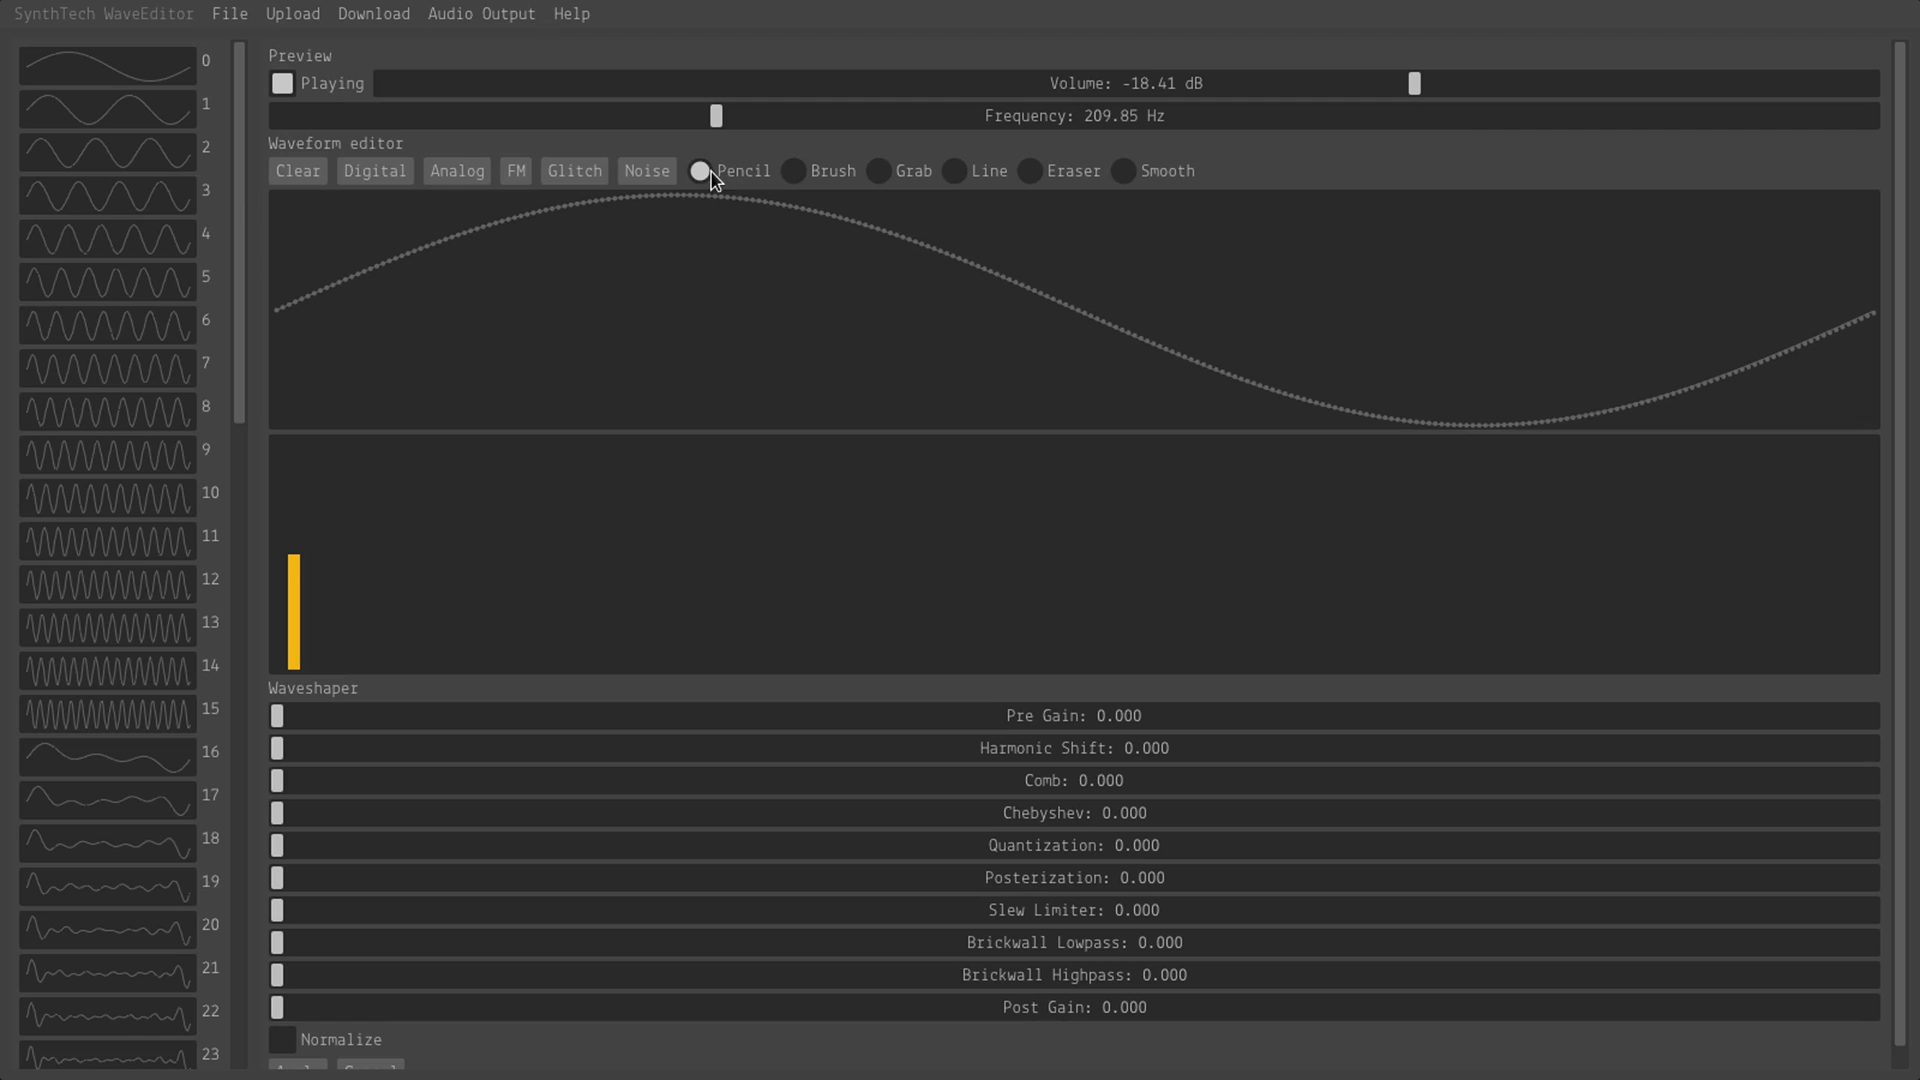 SynthTech WaveEditor File Upload Download Audio Output Help
Preview
Playing Volume: -18.41 dB
Frequency: 209.85 Hz
Waveform editor
Clear Digital Analog FM Glitch Noise Pencil Brush Grab Line Eraser Smooth
0
1
2
3
4
5
6
7
8
9
10
11
12
13
14
15
16
17
18
19
20
21
22
23
Waveshaper
Pre Gain: 0.000
Harmonic Shift: 0.000
Comb: 0.000
Chebyshev: 0.000
Quantization: 0.000
Posterization: 0.000
Slew Limiter: 0.000
Brickwall Lowpass: 0.000
Brickwall Highpass: 0.000
Post Gain: 0.000
Normalize